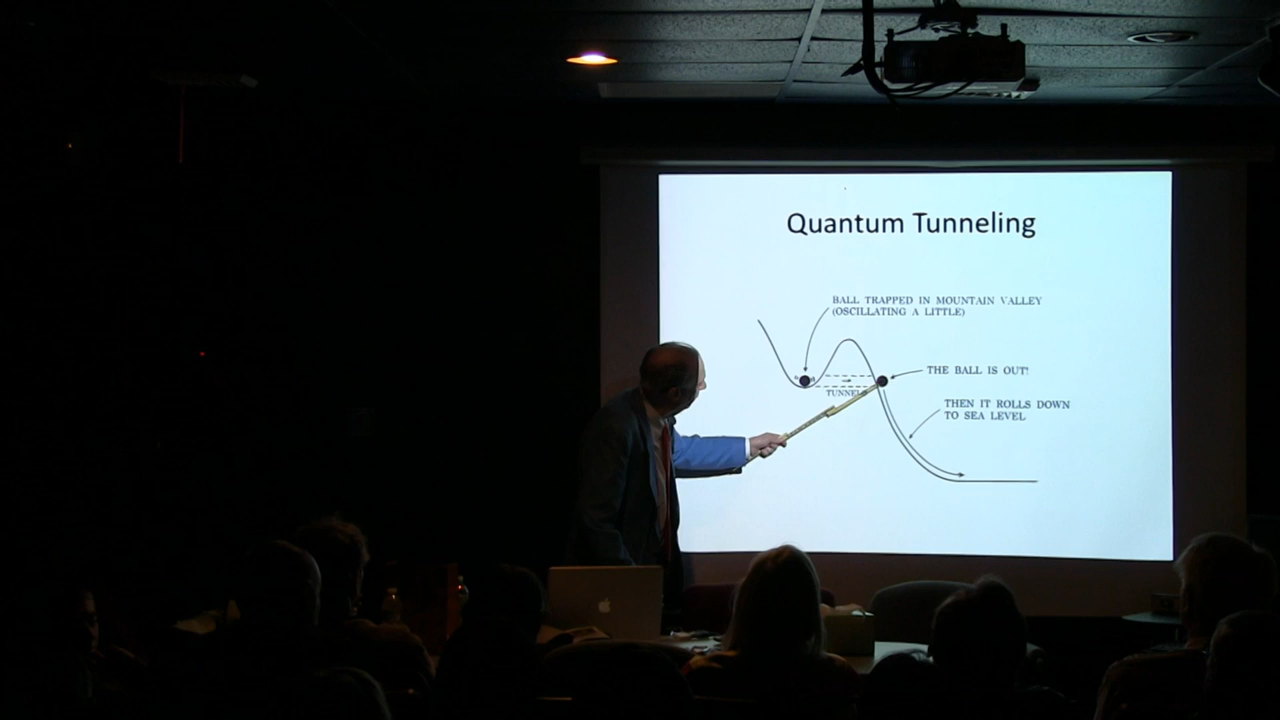 Quantum Tunneling
BALL TRAPPED IN MOUNTAIN VALLEY
(OSCILLATING A LITTLE)
THE BALL IS OUT!
TUNNELS
THEN IT ROLLS DOWN
TO SEA LEVEL